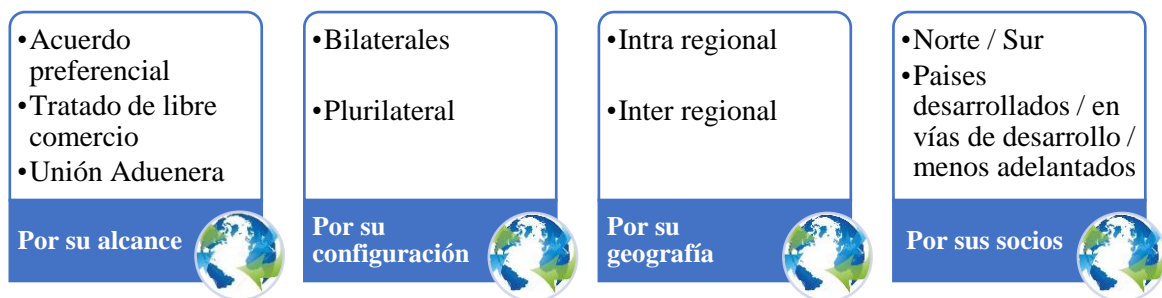 •Acuerdo
preferencial
•Tratado de libre
comercio
•Unión Aduenera
Por su alcance
•Bilaterales
•Plurilateral
Por su
configuración
•Intra regional
•Inter regional
Por su
geografía
•Norte / Sur
•Paises
desarrollados / en
vías de desarrollo /
menos adelantados
Por sus socios